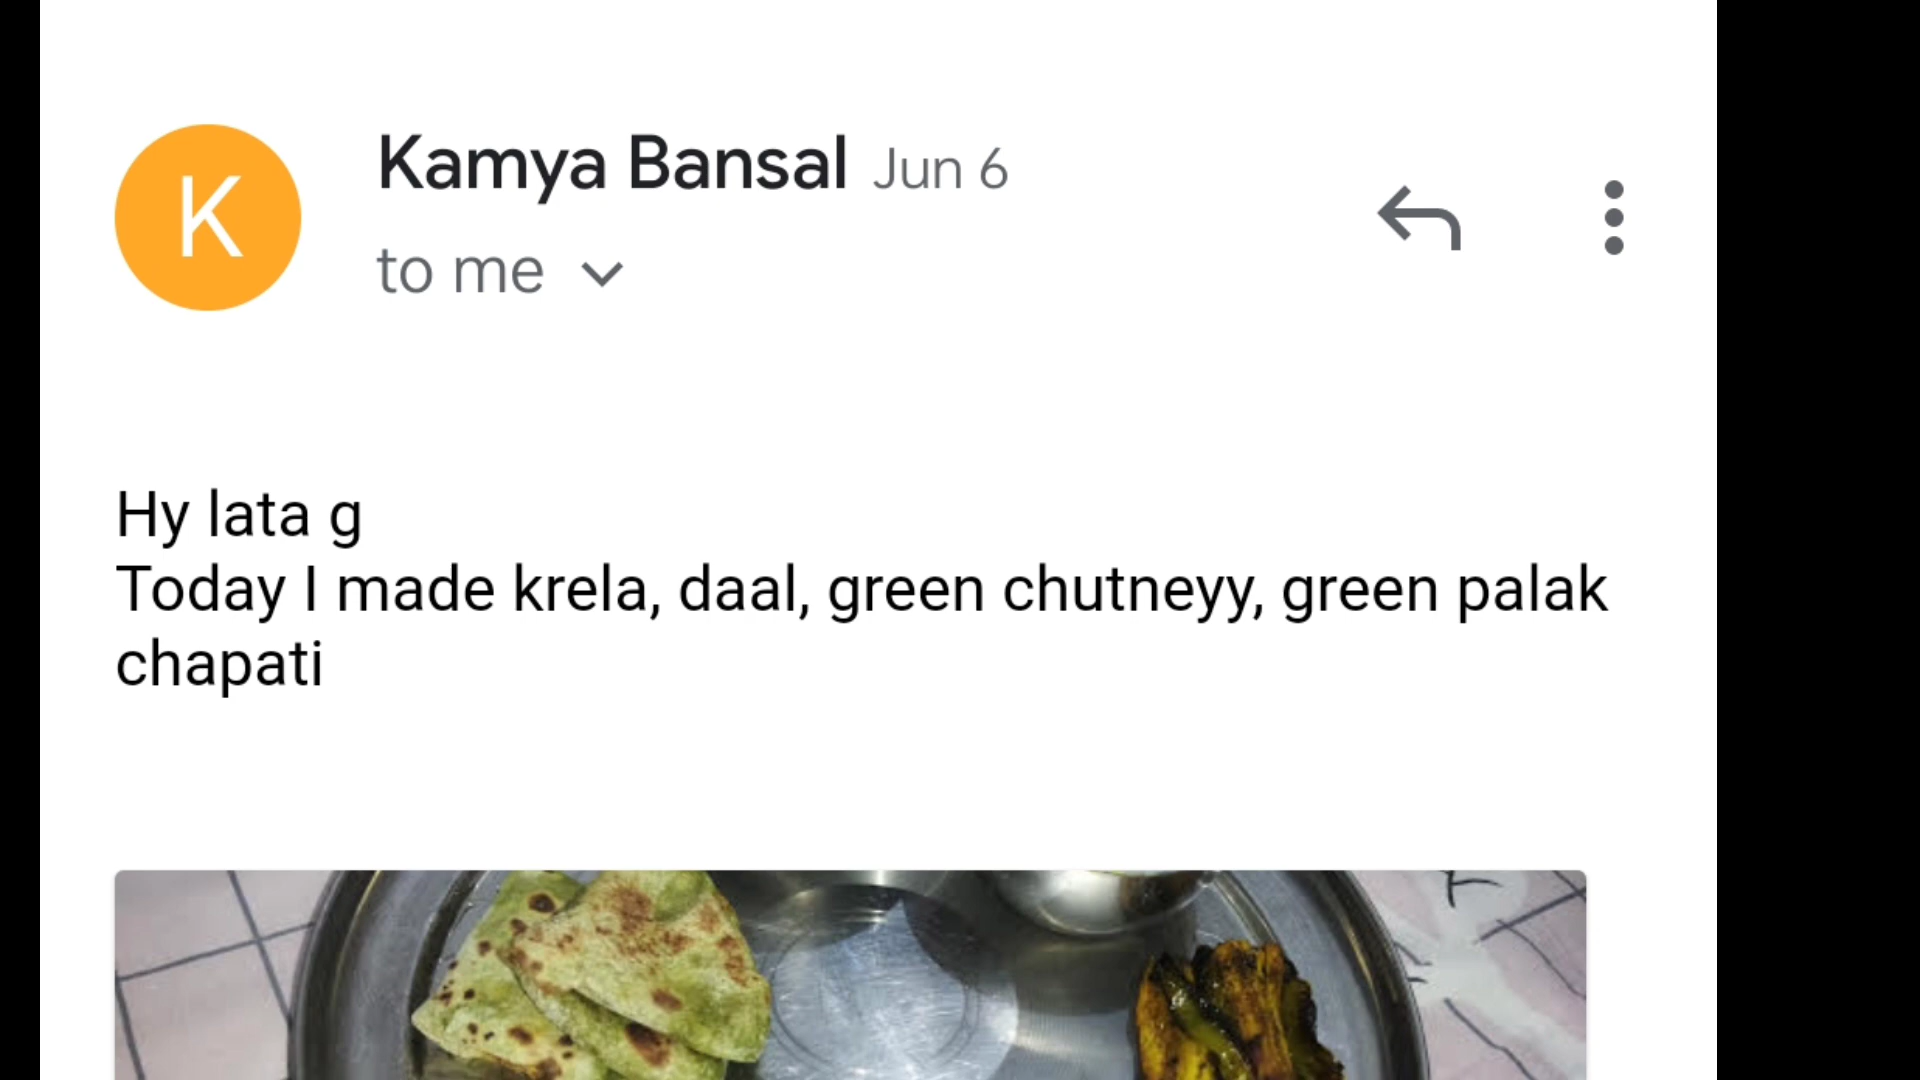 K
Kamya Bansal Jun 6
to me
Hy lata g
Today I made krela, daal, green chutneyy, green palak
chapati